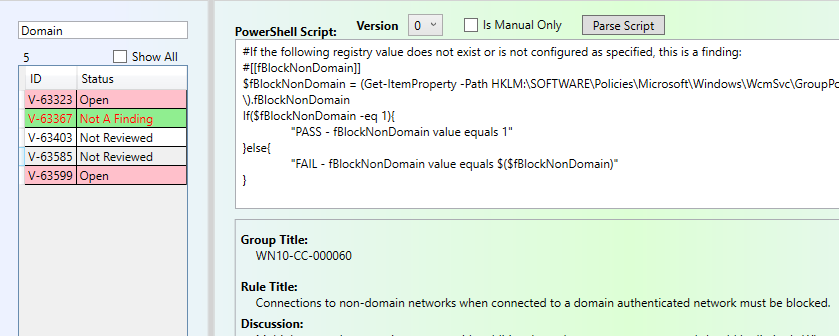 Domain
5
Show All
ID Status
V-63323 Open
V-63367 Not A Finding
V-63403 Not Reviewed
V-63585 Not Reviewed
V-63599 Open
PowerShell Script: Version 0 Is Manual Only Parse Script
#If the following registry value does not exist or is not configured as specified, this is a finding:
#[[fBlockNonDomain]]
$fBlockNonDomain = (Get-ItemProperty -Path HKLM:\SOFTWARE\Policies\Microsoft\Windows\WcmSvc\GroupPo
\).fBlockNonDomain
If($fBlockNonDomain -eq 1){
"PASS - fBlockNonDomain value equals 1"
}else{
"FAIL - fBlockNonDomain value equals $($fBlockNonDomain)"
}
Group Title:
WN10-CC-000060
Rule Title:
Connections to non-domain networks when connected to a domain authenticated network must be blocked.
Discussion: